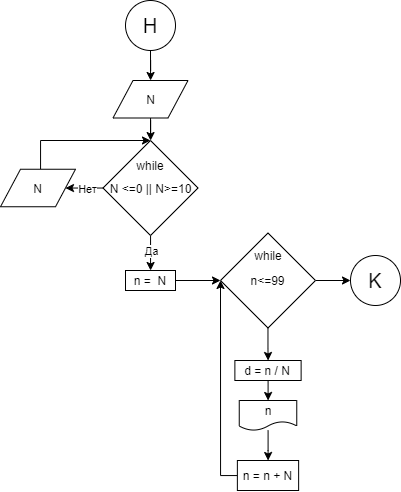 H
N
while
N <=0 || N>=10
Нет
N
Да
n = N
while
n<=99
K
d = n / N
n
n = n + N